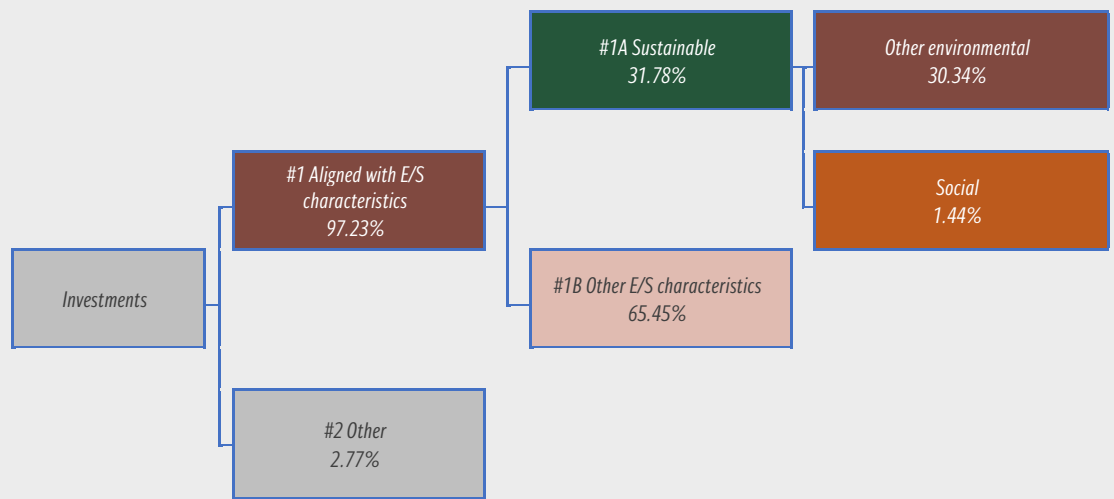 #1A Sustainable
31.78%
Other environmental
30.34%
#1 Aligned with E/S
characteristics
97.23%
Social
1.44%
Investments
#1B Other E/S characteristics
65.45%
#2 Other
2.77%